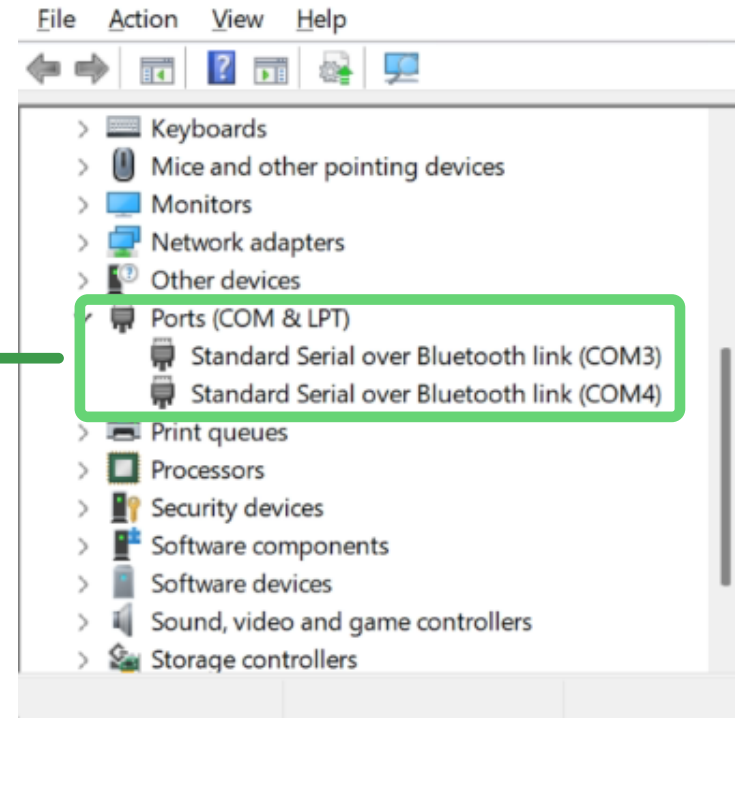 File Action View Help
Keyboards
Mice and other pointing devices
Monitors
Network adapters
Other devices
Ports (COM & LPT)
Standard Serial over Bluetooth link (COM3)
Standard Serial over Bluetooth link (COM4)
Print queues
Processors
Security devices
Software components
Software devices
Sound, video and game controllers
Storage controllers